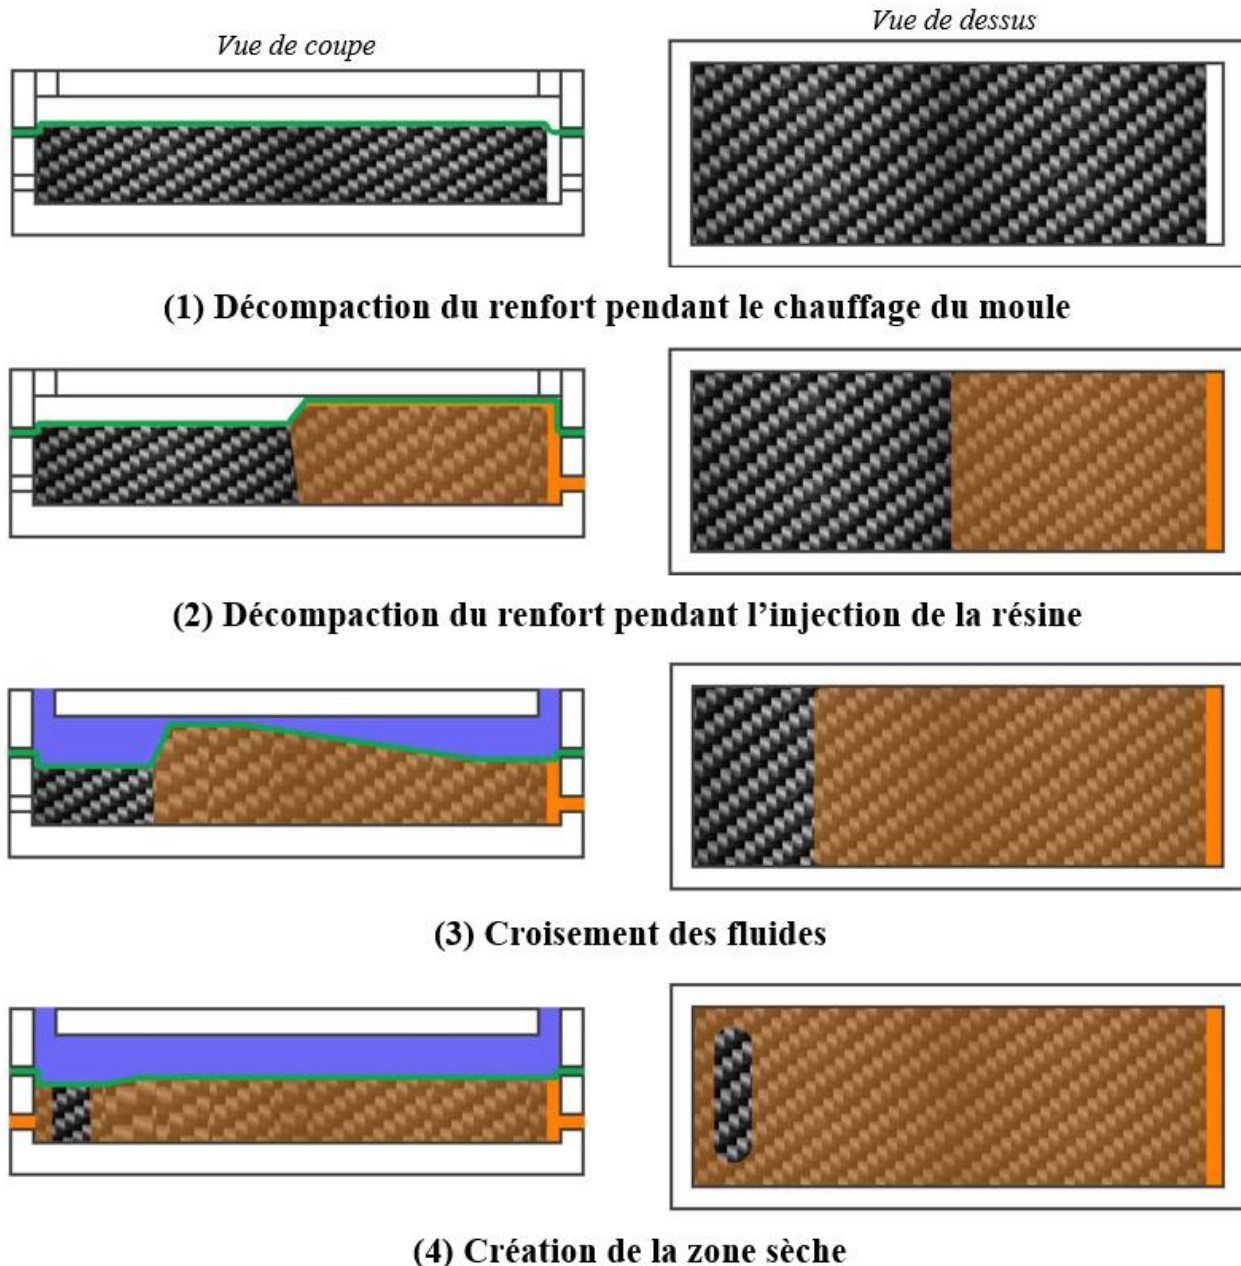 Vue de coupe
Vue de dessus
(1) Décompaction du renfort pendant le chauffage du moule
(2) Décompaction du renfort pendant l’injection de la résine
(3) Croisement des fluides
(4) Création de la zone sèche